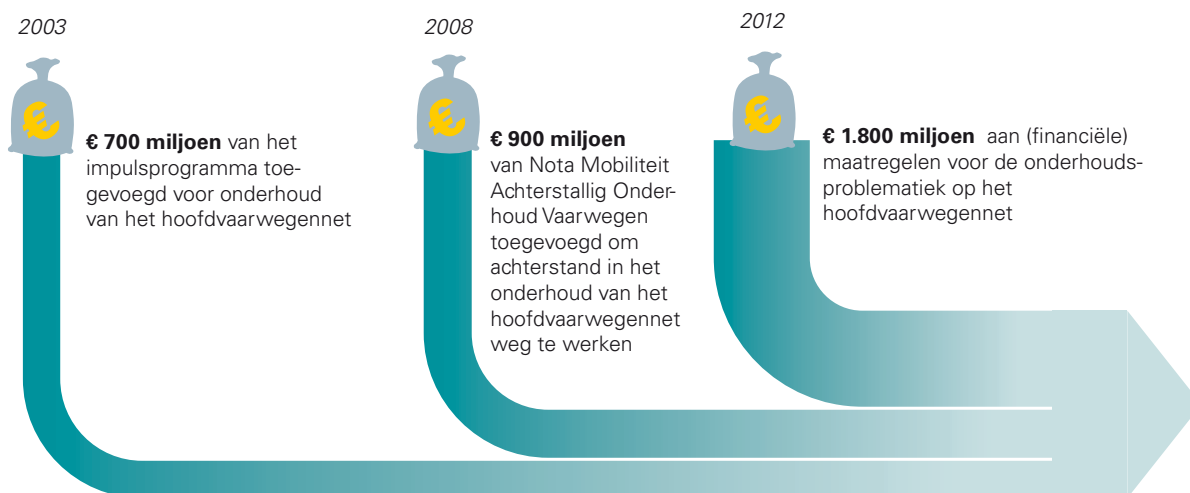 2003
€ 700 miljoen van het
impulsprogramma toe-
gevoegd voor onderhoud
van het hoofdvaarwegennet
2008
€ 900 miljoen
van Nota Mobiliteit
Achterstallig Onder-
houd Vaarwegen
toegevoegd om
achterstand in het
onderhoud van het
hoofdvaarwegennet
weg te werken
2012
€ 1.800 miljoen aan (financiële)
maatregelen voor de onderhouds-
problematiek op het
hoofdvaarwegennet
€
€
€